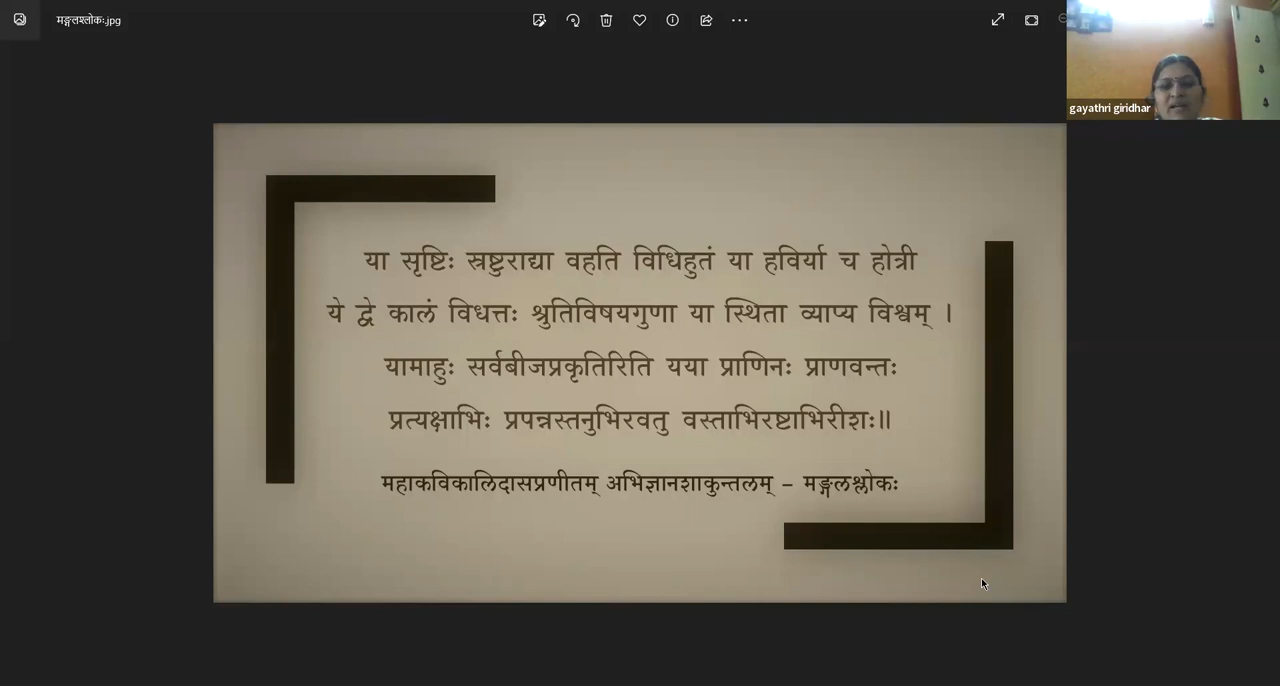 मङ्गलश्लोकः.jpg
gayathri giridhar
या सृष्टिः स्रष्टुराद्या वहति विधिहुतं या हविर्या च होत्री
ये द्वे कालं विधत्तः श्रुतिविषयगुणा या स्थिता व्याप्य विश्वम् ।
यामाहुः सर्वबीजप्रकृतिरिति यया प्राणिनः प्राणवन्तः
प्रत्यक्षाभिः प्रपन्नस्तनुभिरवतु वस्ताभिरष्टाभिरीशः॥
महाकविकालिदासप्रणीतम् अभिज्ञानशाकुन्तलम् – मङ्गलश्लोकः